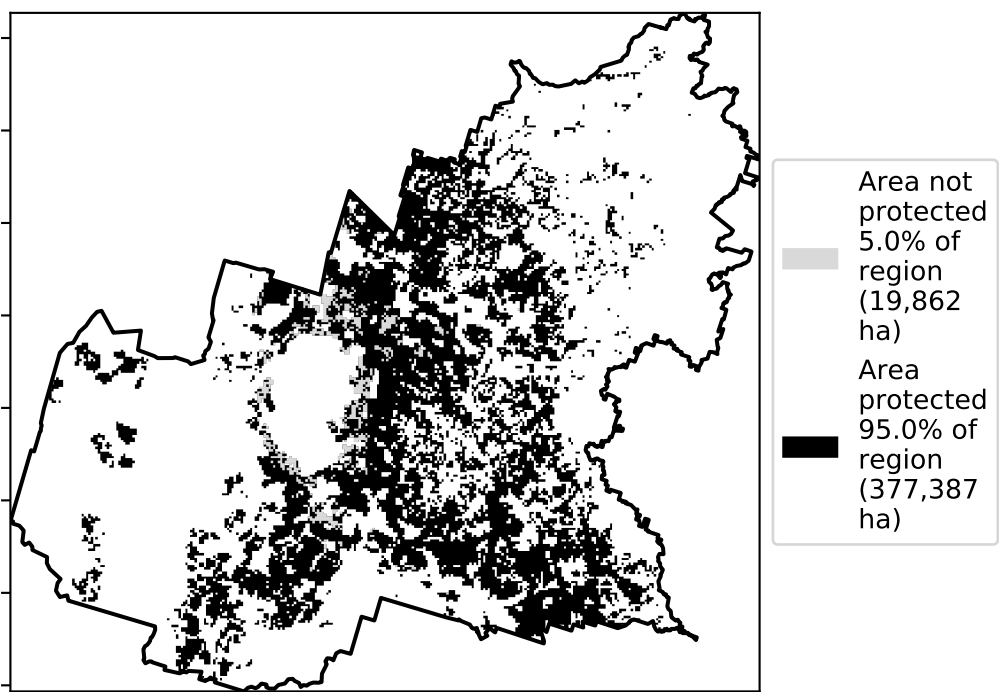 Area not
protected
5.0% of
region
(19,862
ha)
Area
protected
95.0% of
region
(377,387
ha)